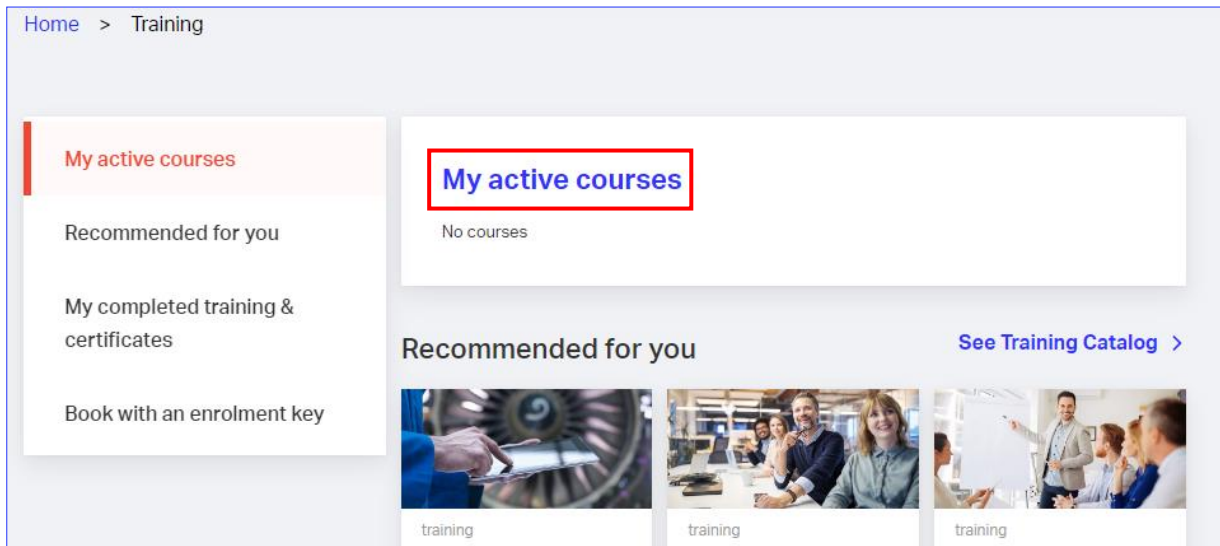 Home > Training
My active courses
Recommended for you
My completed training &
certificates
Book with an enrolment key
My active courses
No courses
Recommended for you
See Training Catalog >
training
training
training